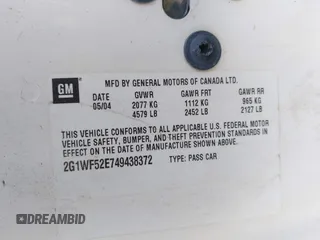 GM
MFD BY GENERAL MOTORS OF CANADA LTD.
DATE GVWR GAWR FRT GAWR RR
05/04 2077 KG 1112 KG 965 KG
4579 LB 2452 LB 2127 LB
THIS VEHICLE CONFORMS TO ALL APPLICABLE U.S. FEDERAL MOTOR
VEHICLE SAFETY, BUMPER, AND THEFT PREVENTION STANDARDS
IN EFFECT ON THE DATE OF MANUFACTURE SHOWN ABOVE.
2G1WF52E749438372 TYPE: PASS CAR
DREAMBID